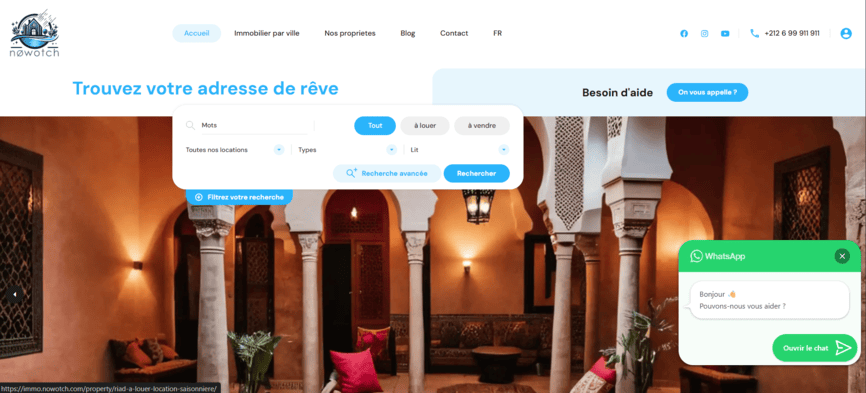 nøwotch
Accueil
Immobilier par ville
Nos proprietes
Blog
Contact
FR
+212 6 99 911 911
Trouvez votre adresse de rêve
Besoin d'aide
On vous appelle ?
Mots
Tout
à louer
à vendre
Toutes nos locations
Types
Lit
Recherche avancée
Rechercher
Filtrez votre recherche
WhatsApp
Bonjour 👋
Pouvons-nous vous aider ?
Ouvrir le chat
https://immo.nowotch.com/property/riad-a-louer-location-saisonniere/